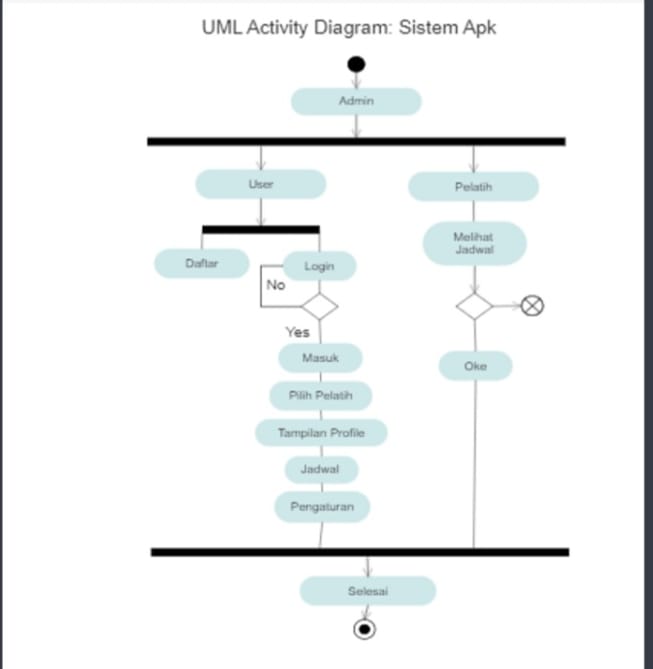 UML Activity Diagram: Sistem Apk
Admin
User
Pelatih
Melihat
Jadwal
Daftar
Login
No
Yes
Masuk
Oke
Pilih Pelatih
Tampilan Profile
Jadwal
Pengaturan
Selesai